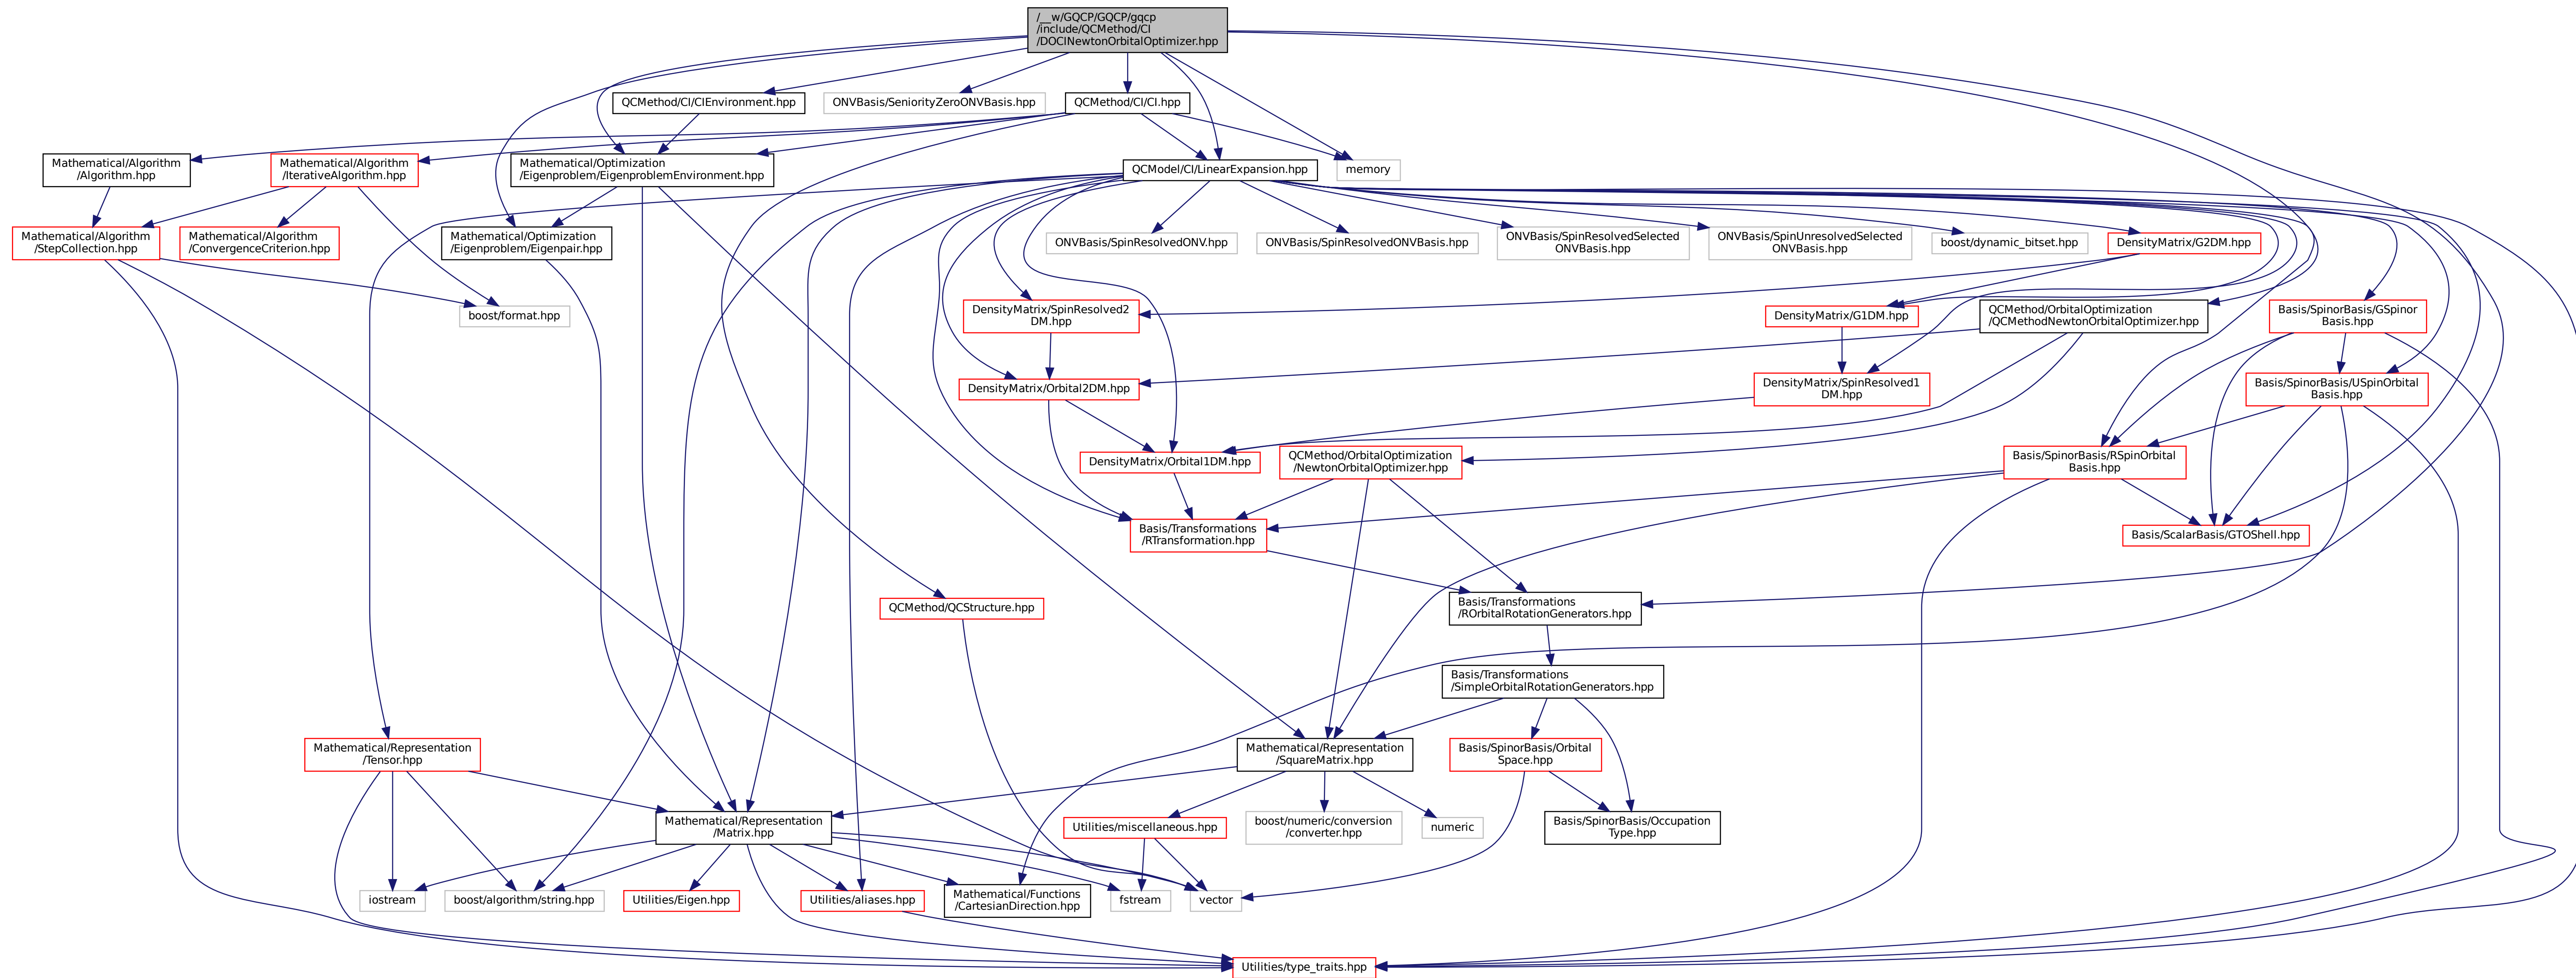 /__w/GQCP/GQCP/gqcp
/include/QCMethod/CI
/DOCINewtonOrbitalOptimizer.hpp
QCMethod/CI/CIEnvironment.hpp
ONVBasis/SeniorityZeroONVBasis.hpp
QCMethod/CI/CI.hpp
Mathematical/Algorithm
/Algorithm.hpp
Mathematical/Algorithm
/IterativeAlgorithm.hpp
Mathematical/Optimization
/Eigenproblem/EigenproblemEnvironment.hpp
QCModel/CI/LinearExpansion.hpp
memory
Mathematical/Algorithm
/StepCollection.hpp
Mathematical/Algorithm
/ConvergenceCriterion.hpp
Mathematical/Optimization
/Eigenproblem/Eigenpair.hpp
ONVBasis/SpinResolvedONV.hpp
ONVBasis/SpinResolvedONVBasis.hpp
ONVBasis/SpinResolvedSelected
ONVBasis.hpp
ONVBasis/SpinUnresolvedSelected
ONVBasis.hpp
boost/dynamic_bitset.hpp
DensityMatrix/G2DM.hpp
boost/format.hpp
DensityMatrix/SpinResolved2
DM.hpp
DensityMatrix/G1DM.hpp
QCMethod/OrbitalOptimization
/QCMethodNewtonOrbitalOptimizer.hpp
Basis/SpinorBasis/GSpinor
Basis.hpp
DensityMatrix/Orbital2DM.hpp
DensityMatrix/SpinResolved1
DM.hpp
Basis/SpinorBasis/USpinOrbital
Basis.hpp
DensityMatrix/Orbital1DM.hpp
QCMethod/OrbitalOptimization
/NewtonOrbitalOptimizer.hpp
Basis/SpinorBasis/RSpinOrbital
Basis.hpp
Basis/Transformations
/RTransformation.hpp
Basis/ScalarBasis/GTOShell.hpp
QCMethod/QCStructure.hpp
Basis/Transformations
/ROrbitalRotationGenerators.hpp
Basis/Transformations
/SimpleOrbitalRotationGenerators.hpp
Mathematical/Representation
/Tensor.hpp
Mathematical/Representation
/SquareMatrix.hpp
Basis/SpinorBasis/Orbital
Space.hpp
Mathematical/Representation
/Matrix.hpp
Utilities/miscellaneous.hpp
boost/numeric/conversion
/converter.hpp
numeric
Basis/SpinorBasis/Occupation
Type.hpp
iostream
boost/algorithm/string.hpp
Utilities/Eigen.hpp
Utilities/aliases.hpp
Mathematical/Functions
/CartesianDirection.hpp
fstream
vector
Utilities/type_traits.hpp